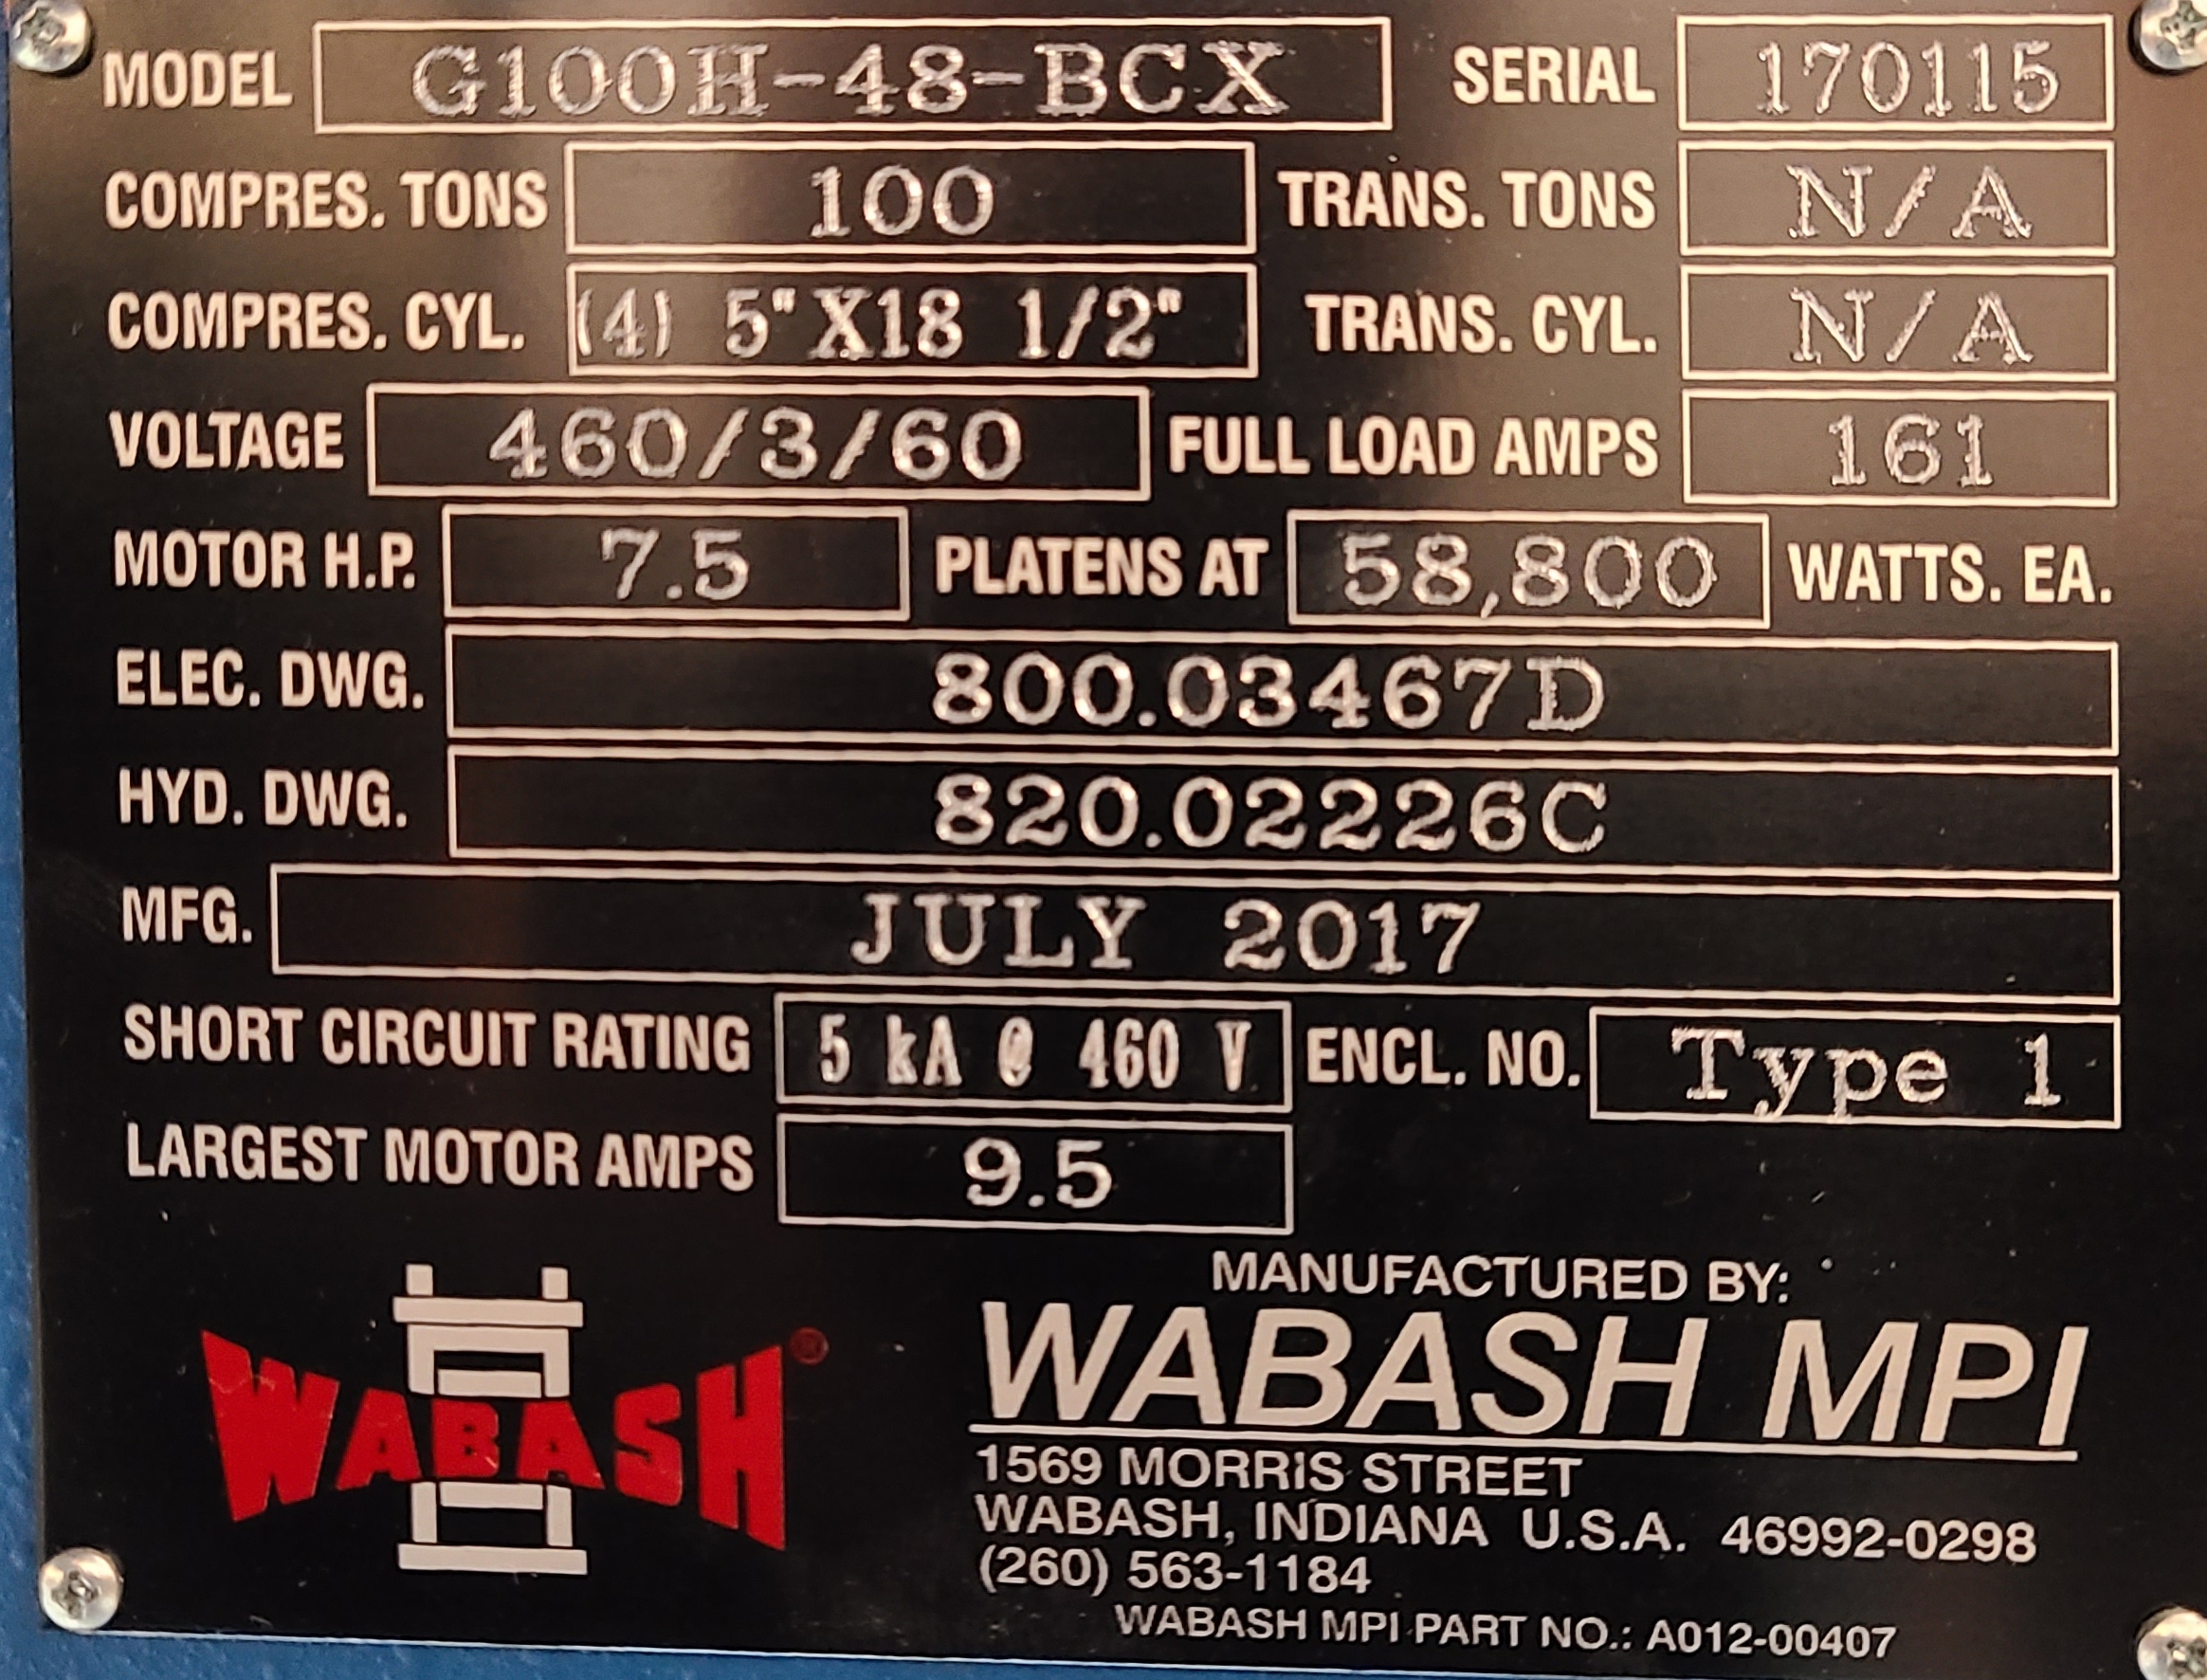 MODEL G100H-48-BCX SERIAL 170115
COMPRES. TONS 100 TRANS. TONS N/A
COMPRES. CYL. (4) 5"X18 1/2" TRANS. CYL. N/A
VOLTAGE 460/3/60 FULL LOAD AMPS 161
MOTOR H.P. 7.5 PLATENS AT 58,800 WATTS. EA.
ELEC. DWG. 800.03467D
HYD. DWG. 820.02226C
MFG. JULY 2017
SHORT CIRCUIT RATING 5 kA @ 460 V ENCL. NO. Type 1
LARGEST MOTOR AMPS 9.5
WABASH®
MANUFACTURED BY:
WABASH MPI
1569 MORRIS STREET
WABASH, INDIANA U.S.A. 46992-0298
(260) 563-1184
WABASH MPI PART NO.: A012-00407